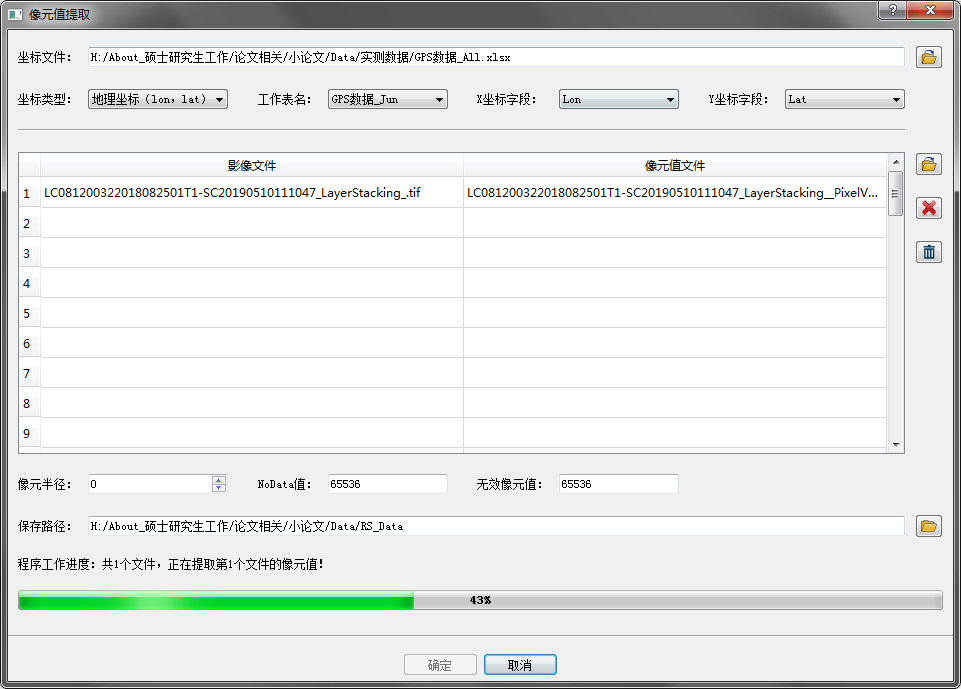 像元值提取
坐标文件： H:/About_硕士研究生工作/论文相关/小论文/Data/实测数据/GPS数据_All.xlsx
坐标类型： 地理坐标（lon，lat） 工作表名： GPS数据_Jun X坐标字段： Lon Y坐标字段： Lat
影像文件 像元值文件
1 LC081200322018082501T1-SC20190510111047_LayerStacking_.tif LC081200322018082501T1-SC20190510111047_LayerStacking__PixelV...
2
3
4
5
6
7
8
9
像元半径： 0 NoData值： 65536 无效像元值： 65536
保存路径： H:/About_硕士研究生工作/论文相关/小论文/Data/RS_Data
程序工作进度：共1个文件，正在提取第1个文件的像元值！
43%
确定 取消